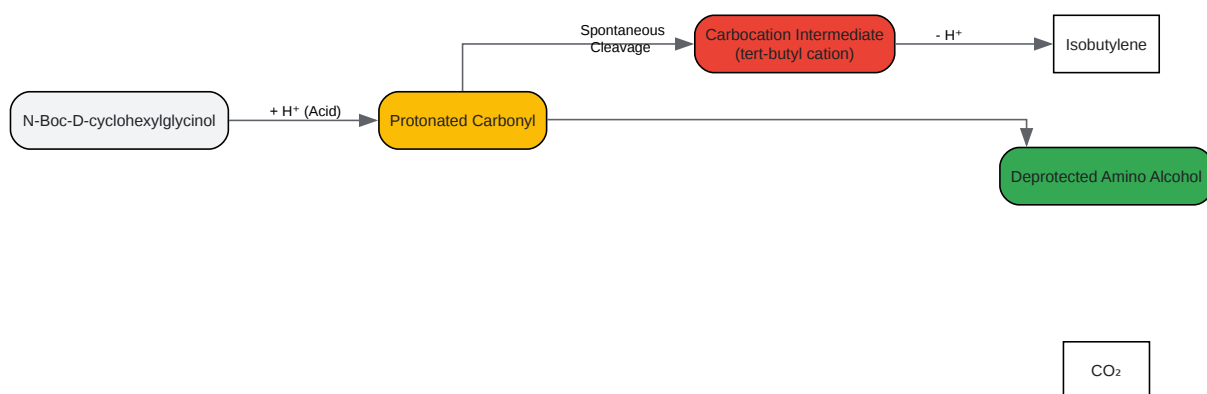 Spontaneous
Cleavage
Carbocation Intermediate
(tert-butyl cation)
- H⁺
Isobutylene
N-Boc-D-cyclohexylglycinol
+ H⁺ (Acid)
Protonated Carbonyl
Deprotected Amino Alcohol
CO₂